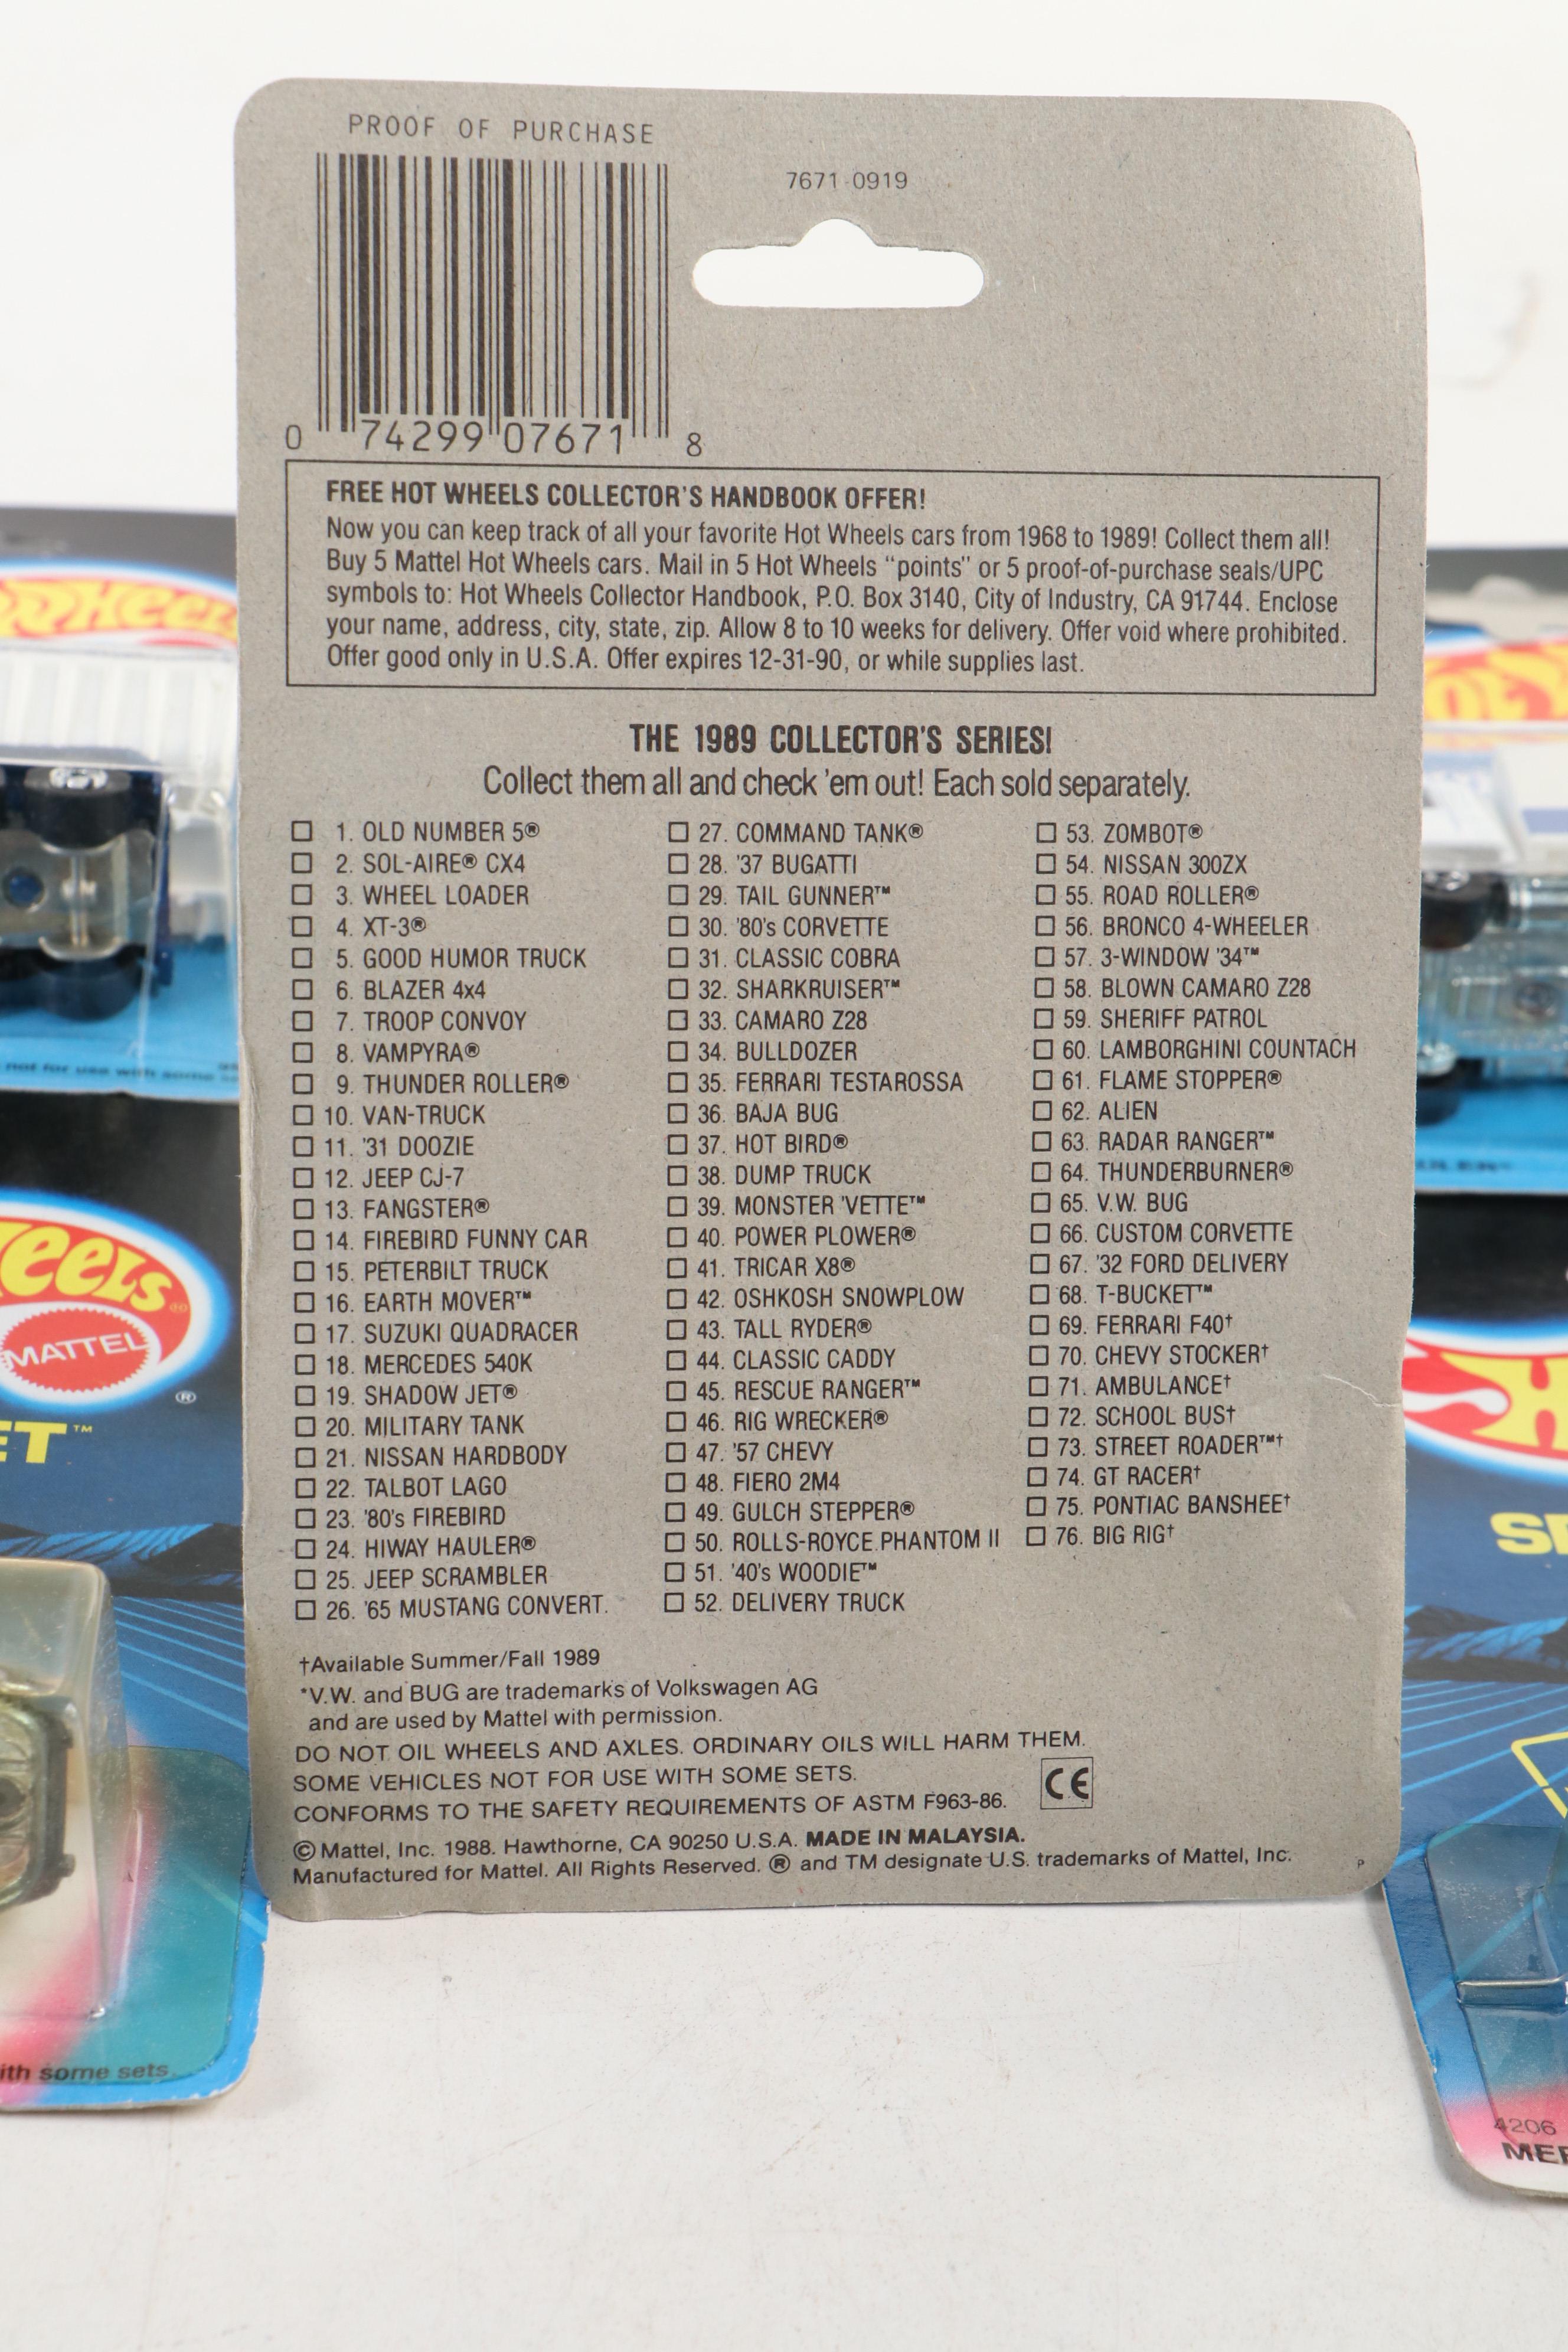 PROOF OF PURCHASE
7671-0919
0 74299 07671 8
FREE HOT WHEELS COLLECTOR'S HANDBOOK OFFER!
Now you can keep track of all your favorite Hot Wheels cars from 1968 to 1989! Collect them all!
Buy 5 Mattel Hot Wheels cars. Mail in 5 Hot Wheels "points" or 5 proof-of-purchase seals/UPC
symbols to: Hot Wheels Collector Handbook, P.O. Box 3140, City of Industry, CA 91744. Enclose
your name, address, city, state, zip. Allow 8 to 10 weeks for delivery. Offer void where prohibited.
Offer good only in U.S.A. Offer expires 12-31-90, or while supplies last.
THE 1989 COLLECTOR'S SERIES!
Collect them all and check 'em out! Each sold separately.
1. OLD NUMBER 5®
2. SOL-AIRE® CX4
3. WHEEL LOADER
4. XT-3®
5. GOOD HUMOR TRUCK
6. BLAZER 4x4
7. TROOP CONVOY
8. VAMPYRA®
9. THUNDER ROLLER®
10. VAN-TRUCK
11. '31 DOOZIE
12. JEEP CJ-7
13. FANGSTER®
14. FIREBIRD FUNNY CAR
15. PETERBILT TRUCK
16. EARTH MOVER™
17. SUZUKI QUADRACER
18. MERCEDES 540K
19. SHADOW JET®
20. MILITARY TANK
21. NISSAN HARDBODY
22. TALBOT LAGO
23. '80's FIREBIRD
24. HIWAY HAULER®
25. JEEP SCRAMBLER
26. '65 MUSTANG CONVERT.
27. COMMAND TANK®
28. '37 BUGATTI
29. TAIL GUNNER™
30. '80's CORVETTE
31. CLASSIC COBRA
32. SHARKRUISER™
33. CAMARO Z28
34. BULLDOZER
35. FERRARI TESTAROSSA
36. BAJA BUG
37. HOT BIRD®
38. DUMP TRUCK
39. MONSTER 'VETTE™
40. POWER PLOWER®
41. TRICAR X8®
42. OSHKOSH SNOWPLOW
43. TALL RYDER®
44. CLASSIC CADDY
45. RESCUE RANGER™
46. RIG WRECKER®
47. '57 CHEVY
48. FIERO 2M4
49. GULCH STEPPER®
50. ROLLS-ROYCE PHANTOM II
51. '40's WOODIE™
52. DELIVERY TRUCK
53. ZOMBOT®
54. NISSAN 300ZX
55. ROAD ROLLER®
56. BRONCO 4-WHEELER
57. 3-WINDOW '34™
58. BLOWN CAMARO Z28
59. SHERIFF PATROL
60. LAMBORGHINI COUNTACH
61. FLAME STOPPER®
62. ALIEN
63. RADAR RANGER™
64. THUNDERBURNER®
65. V.W. BUG
66. CUSTOM CORVETTE
67. '32 FORD DELIVERY
68. T-BUCKET™
69. FERRARI F40†
70. CHEVY STOCKER†
71. AMBULANCE†
72. SCHOOL BUS†
73. STREET ROADER™†
74. GT RACER†
75. PONTIAC BANSHEE†
76. BIG RIG†
†Available Summer/Fall 1989
*V.W. and BUG are trademarks of Volkswagen AG
and are used by Mattel with permission.
DO NOT OIL WHEELS AND AXLES. ORDINARY OILS WILL HARM THEM.
SOME VEHICLES NOT FOR USE WITH SOME SETS.
CONFORMS TO THE SAFETY REQUIREMENTS OF ASTM F963-86.
CE
©Mattel, Inc. 1988. Hawthorne, CA 90250 U.S.A. MADE IN MALAYSIA.
Manufactured for Mattel. All Rights Reserved. ® and TM designate U.S. trademarks of Mattel, Inc.
P
not for use with some
MATTEL
®
ET™
with some sets.
4206